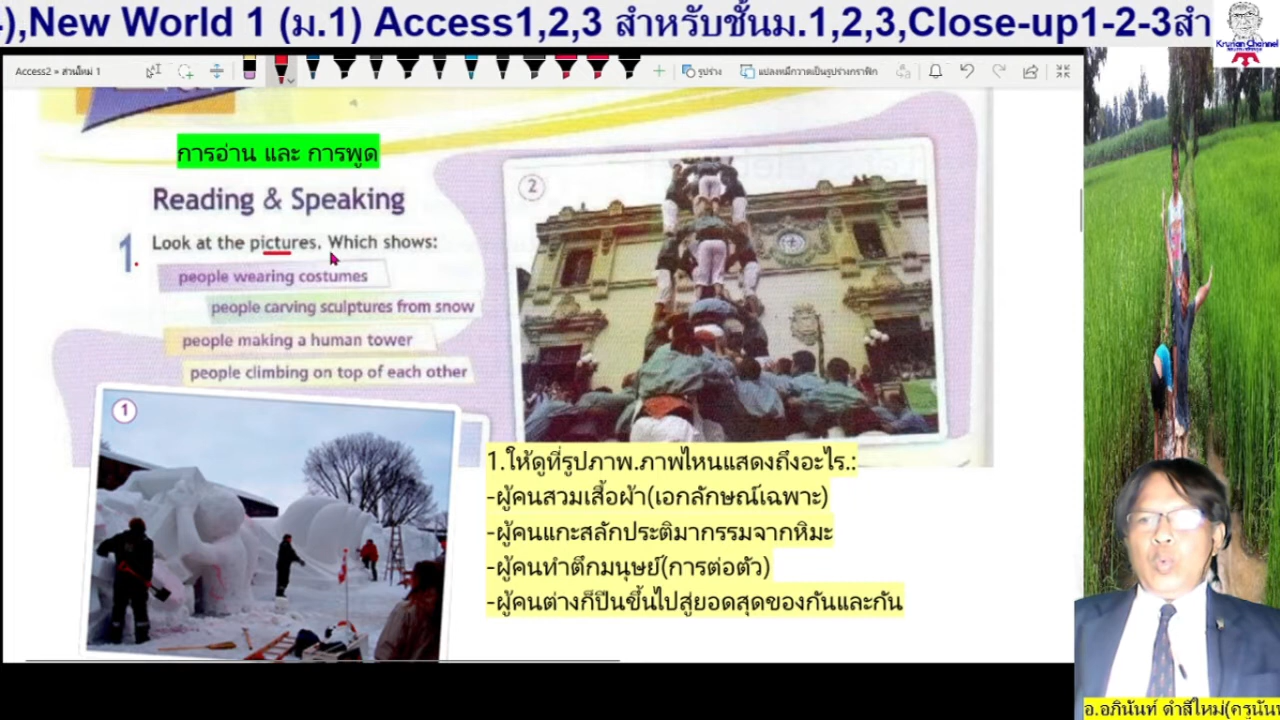 ),New World 1 (ม.1) Access1,2,3 สำหรับชั้นม.1,2,3,Close-up1-2-3สำ
Krunan Channel
Access2 » ส่วนใหม่ 1
รูปร่าง
แปลงหมึกวาดเป็นรูปร่างกราฟิก
การอ่าน และ การพูด
Reading & Speaking
1. Look at the pictures. Which shows:
people wearing costumes
people carving sculptures from snow
people making a human tower
people climbing on top of each other
2
1
1.ให้ดูที่รูปภาพ.ภาพไหนแสดงถึงอะไร.:
-ผู้คนสวมเสื้อผ้า(เอกลักษณ์เฉพาะ)
-ผู้คนแกะสลักประติมากรรมจากหิมะ
-ผู้คนทำตึกมนุษย์(การต่อตัว)
-ผู้คนต่างก็ปีนขึ้นไปสู่ยอดสุดของกันและกัน
อ.อภินันท์ ดำสีใหม่(ครูนัน